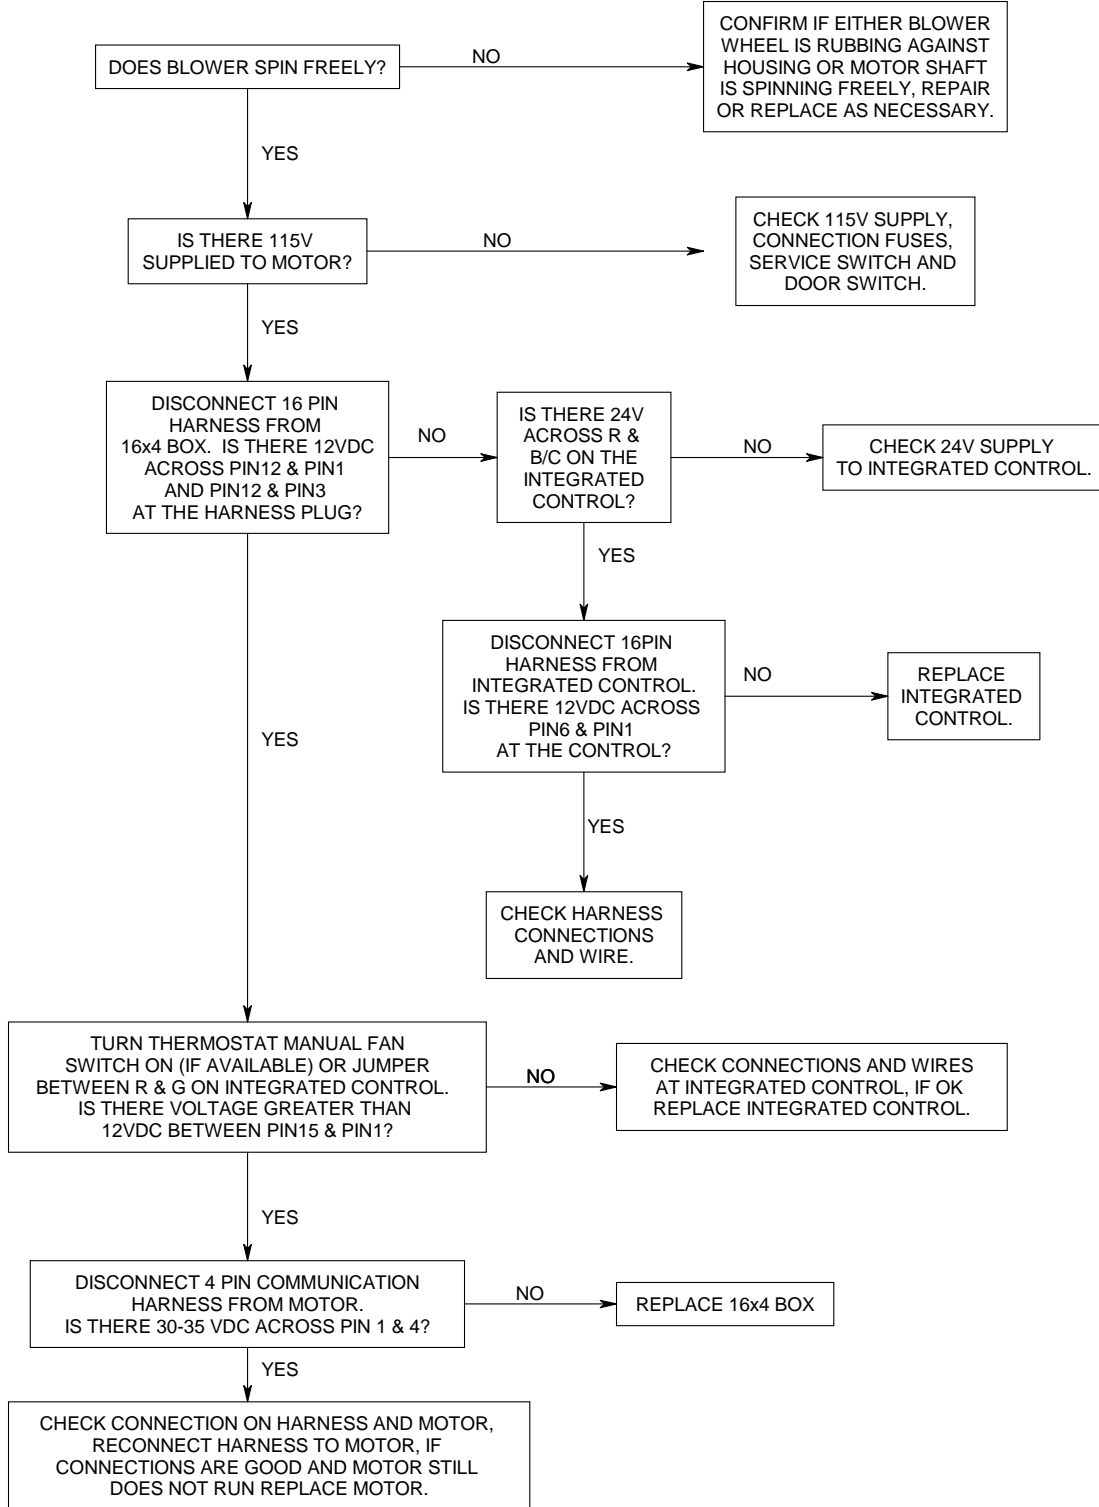 DOES BLOWER SPIN FREELY?
NO
CONFIRM IF EITHER BLOWER
WHEEL IS RUBBING AGAINST
HOUSING OR MOTOR SHAFT
IS SPINNING FREELY, REPAIR
OR REPLACE AS NECESSARY.
YES
IS THERE 115V
SUPPLIED TO MOTOR?
NO
CHECK 115V SUPPLY,
CONNECTION FUSES,
SERVICE SWITCH AND
DOOR SWITCH.
YES
DISCONNECT 16 PIN
HARNESS FROM
16x4 BOX. IS THERE 12VDC
ACROSS PIN12 & PIN1
AND PIN12 & PIN3
AT THE HARNESS PLUG?
NO
IS THERE 24V
ACROSS R &
B/C ON THE
INTEGRATED
CONTROL?
NO
CHECK 24V SUPPLY
TO INTEGRATED CONTROL.
YES
DISCONNECT 16PIN
HARNESS FROM
INTEGRATED CONTROL.
IS THERE 12VDC ACROSS
PIN6 & PIN1
AT THE CONTROL?
NO
REPLACE
INTEGRATED
CONTROL.
YES
CHECK HARNESS
CONNECTIONS
AND WIRE.
YES
TURN THERMOSTAT MANUAL FAN
SWITCH ON (IF AVAILABLE) OR JUMPER
BETWEEN R & G ON INTEGRATED CONTROL.
IS THERE VOLTAGE GREATER THAN
12VDC BETWEEN PIN15 & PIN1?
NO
CHECK CONNECTIONS AND WIRES
AT INTEGRATED CONTROL, IF OK
REPLACE INTEGRATED CONTROL.
YES
DISCONNECT 4 PIN COMMUNICATION
HARNESS FROM MOTOR.
IS THERE 30-35 VDC ACROSS PIN 1 & 4?
NO
REPLACE 16x4 BOX
YES
CHECK CONNECTION ON HARNESS AND MOTOR,
RECONNECT HARNESS TO MOTOR, IF
CONNECTIONS ARE GOOD AND MOTOR STILL
DOES NOT RUN REPLACE MOTOR.